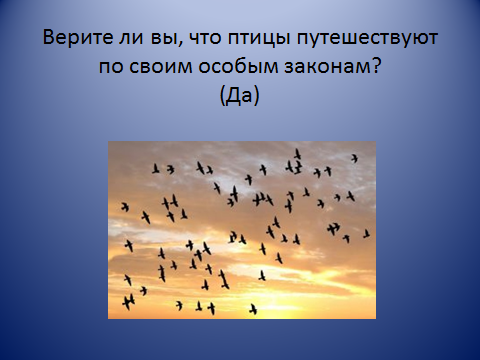 Верите ли вы, что птицы путешествуют
по своим особым законам?
(Да)